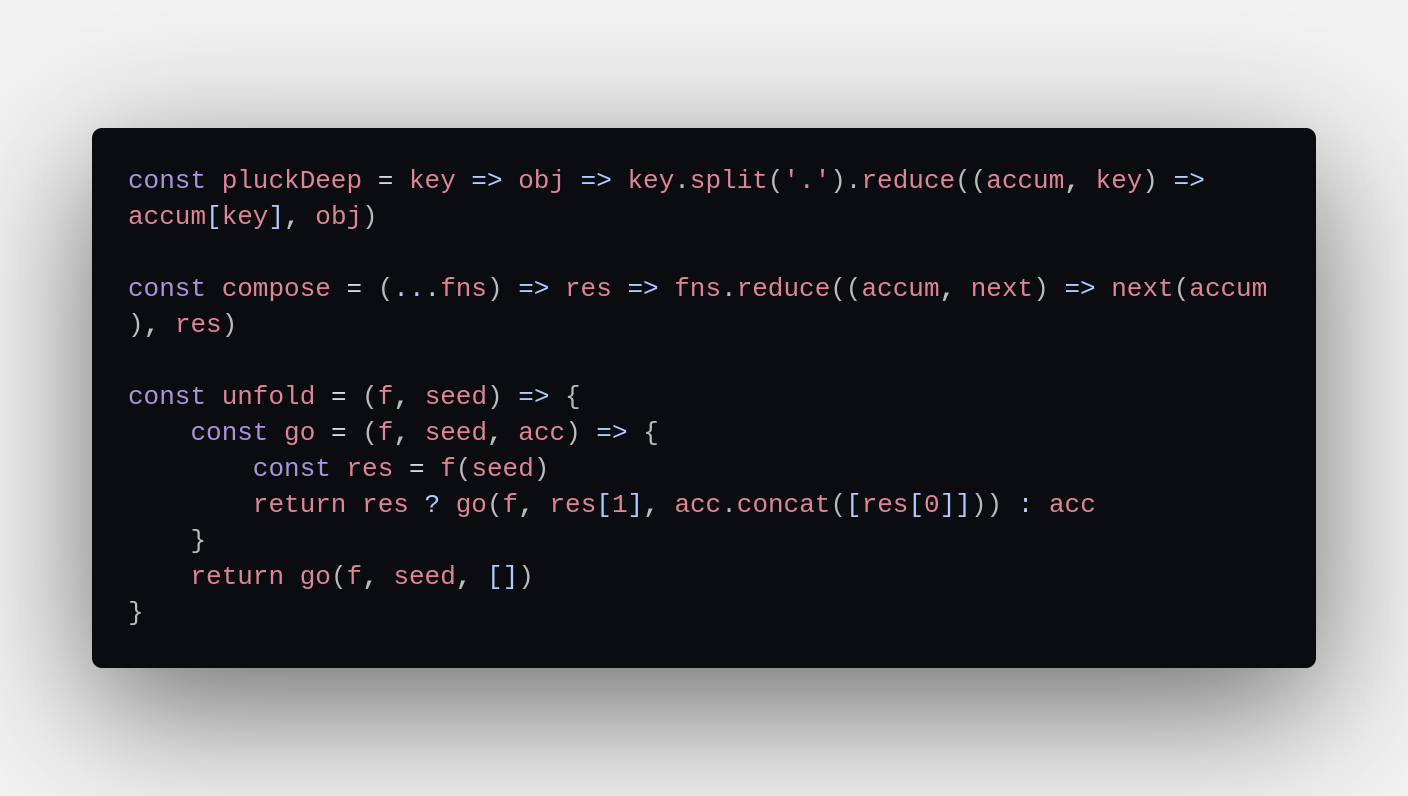 const pluckDeep = key => obj => key.split('.').reduce((accum, key) =>
accum[key], obj)

const compose = (...fns) => res => fns.reduce((accum, next) => next(accum
), res)

const unfold = (f, seed) => {
    const go = (f, seed, acc) => {
        const res = f(seed)
        return res ? go(f, res[1], acc.concat([res[0]])) : acc
    }
    return go(f, seed, [])
}